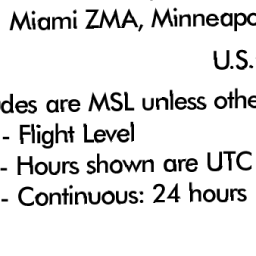 Miami ZMA, Minneapo
U.S.
des are MSL unless othe
- Flight Level
- Hours shown are UTC
- Continuous: 24 hours